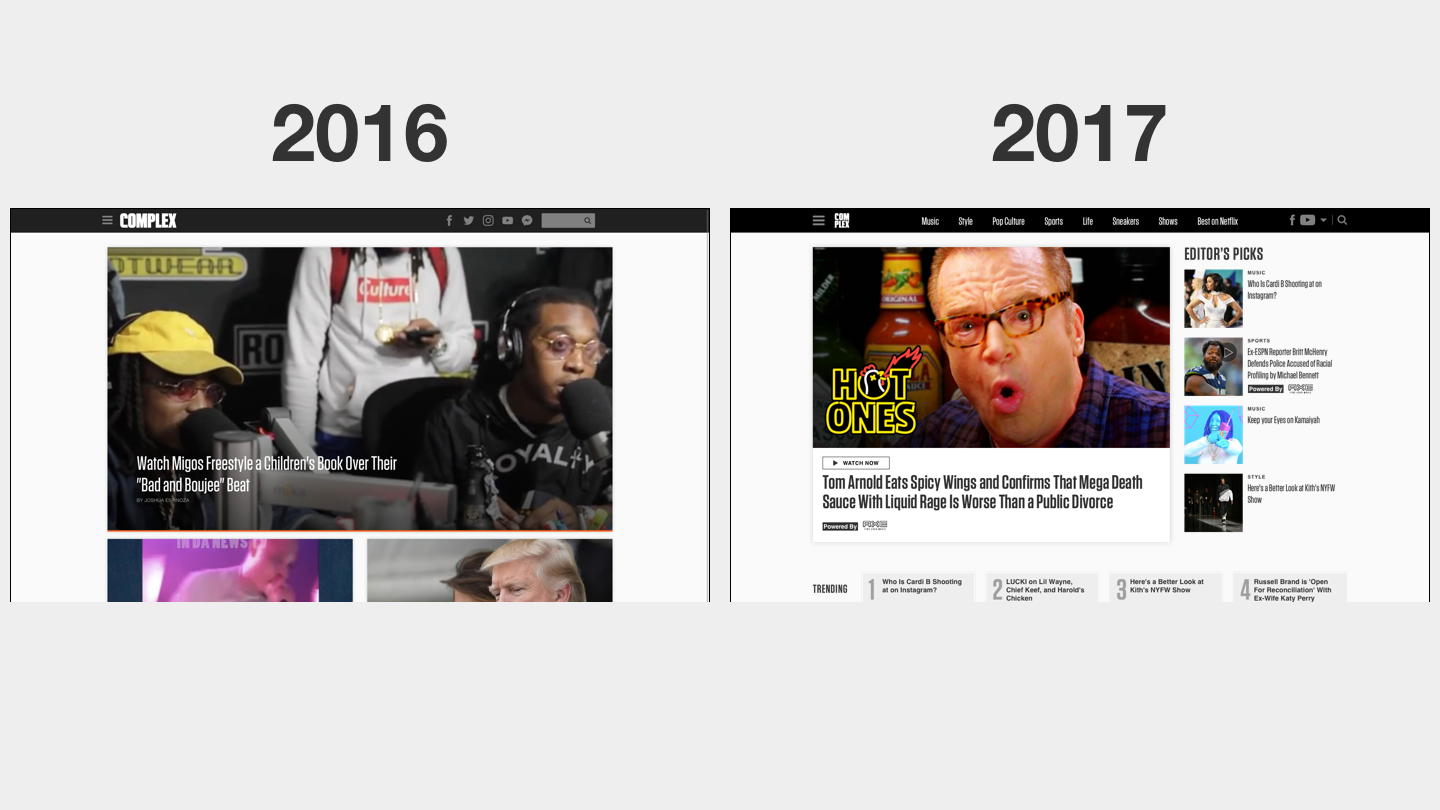 2016
2017
COMPLEX
OTWEAR
Culture
RO
ROYALTY
Watch Migos Freestyle a Children's Book Over Their
"Bad and Boujee" Beat
BY JOSHUA ESPINOZA
IN DA NEWS
COM
PLEX
Music
Style
Pop Culture
Sports
Life
Sneakers
Shows
Best on Netflix
ORIGINAL
HOT
ONES
WATCH NOW
Tom Arnold Eats Spicy Wings and Confirms That Mega Death
Sauce With Liquid Rage Is Worse Than a Public Divorce
Powered By AXE
EDITOR'S PICKS
MUSIC
Who Is Cardi B Shooting at on
Instagram?
SPORTS
Ex-ESPN Reporter Britt McHenry
Defends Police Accused of Racial
Profiling by Michael Bennett
Powered By AXE
MUSIC
Keep your Eyes on Kamaiyah
STYLE
Here's a Better Look at Kith's NYFW
Show
TRENDING
1 Who Is Cardi B Shooting
at on Instagram?
2 LUCKI on Lil Wayne,
Chief Keef, and Harold's
Chicken
3 Here's a Better Look at
Kith's NYFW Show
4 Russell Brand is 'Open
For Reconciliation' With
Ex-Wife Katy Perry